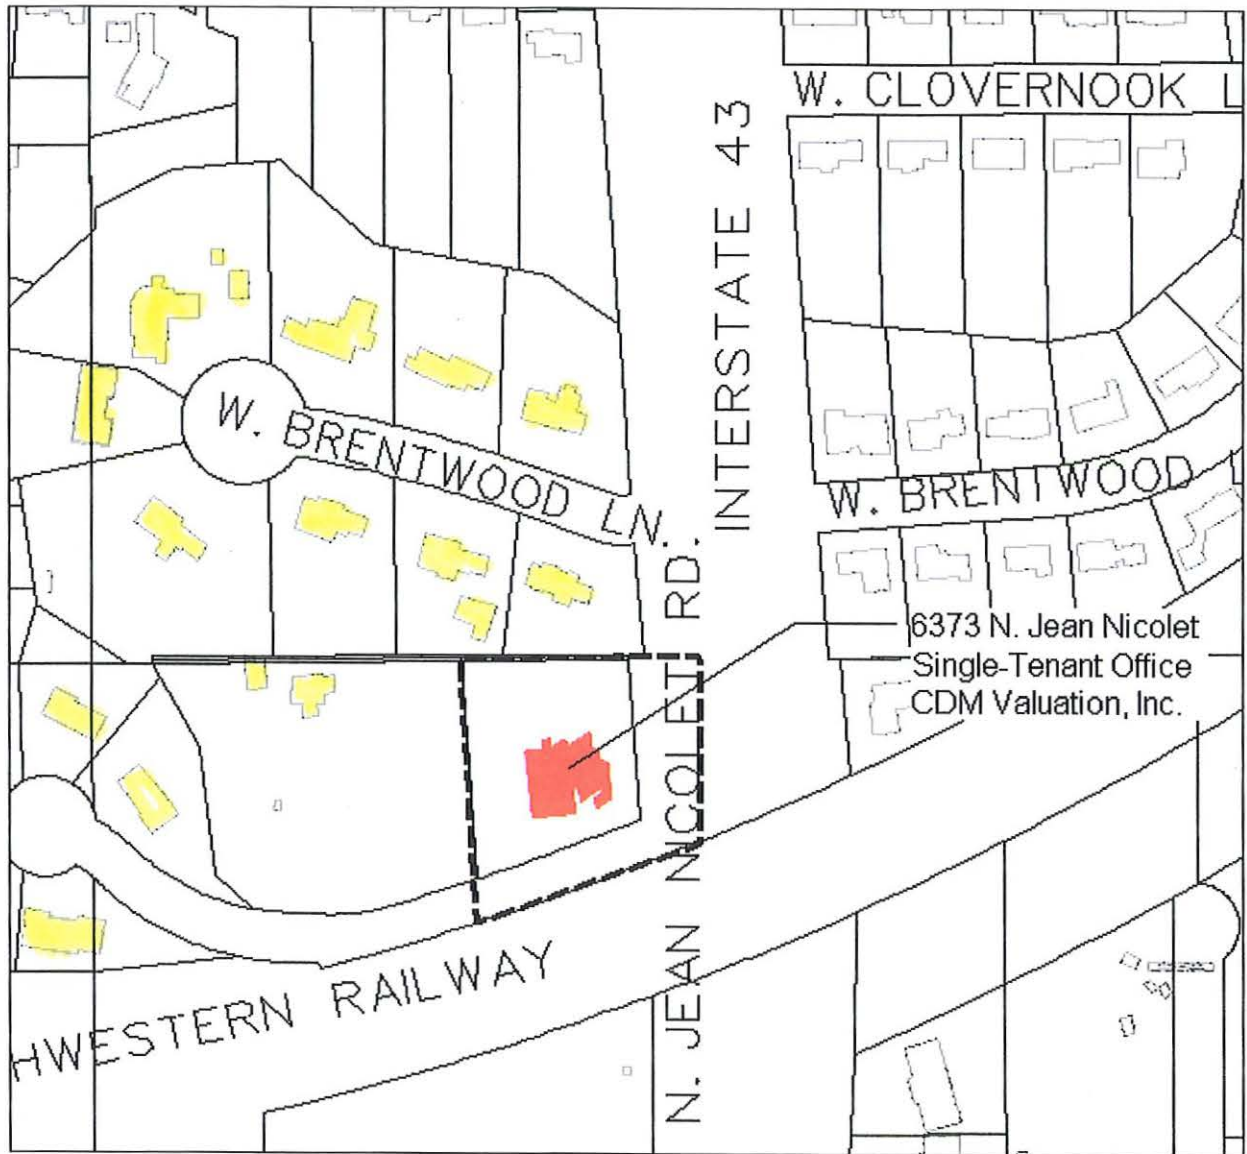 W. CLOVERNOOK L
INTERSTATE 43
W. BRENTWOOD LN.
W. BRENTWOOD
6373 N. Jean Nicolet
Single-Tenant Office
CDM Valuation, Inc.
N. JEAN NICOLET RD.
HWESTERN RAILWAY